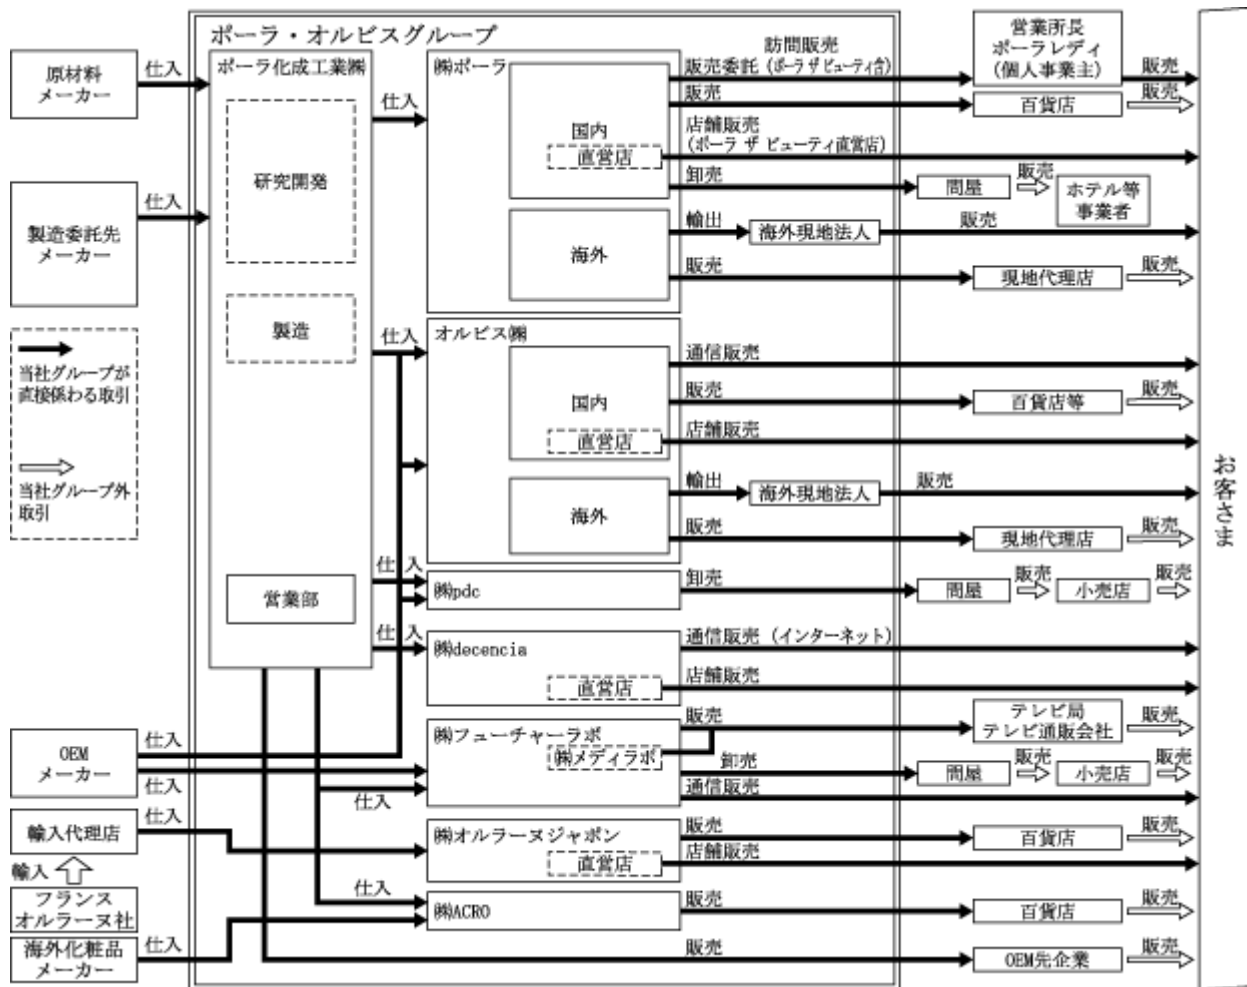 ポーラ・オルビスグループ
原材料
メーカー
仕入
製造委託先
メーカー
仕入
当社グループが
直接係わる取引
当社グループ外
取引
OEM
メーカー
仕入
仕入
輸入代理店
仕入
輸入
フランス
オルラーヌ社
海外化粧品
メーカー
仕入
ポーラ化成工業㈱
研究開発
製造
営業部
仕入
仕入
仕入
仕入
仕入
仕入
㈱ポーラ
国内
直営店
海外
訪問販売
販売委託(ポーラ ザ ビューティ含)
販売
店舗販売
(ポーラ ザ ビューティ直営店)
卸売
輸出
海外現地法人
販売
販売
営業所長
ポーラレディ
(個人事業主)
販売
百貨店
販売
問屋
販売
ホテル等
事業者
現地代理店
販売
オルビス㈱
国内
直営店
海外
通信販売
販売
百貨店等
販売
店舗販売
輸出
海外現地法人
販売
販売
現地代理店
販売
㈱pdc
卸売
問屋
販売
小売店
販売
㈱decencia
直営店
通信販売(インターネット)
店舗販売
㈱フューチャーラボ
㈱メディラボ
販売
テレビ局
テレビ通販会社
販売
卸売
問屋
販売
小売店
販売
通信販売
㈱オルラーヌジャポン
直営店
販売
百貨店
販売
店舗販売
㈱ACRO
販売
百貨店
販売
販売
OEM先企業
販売
お客さま